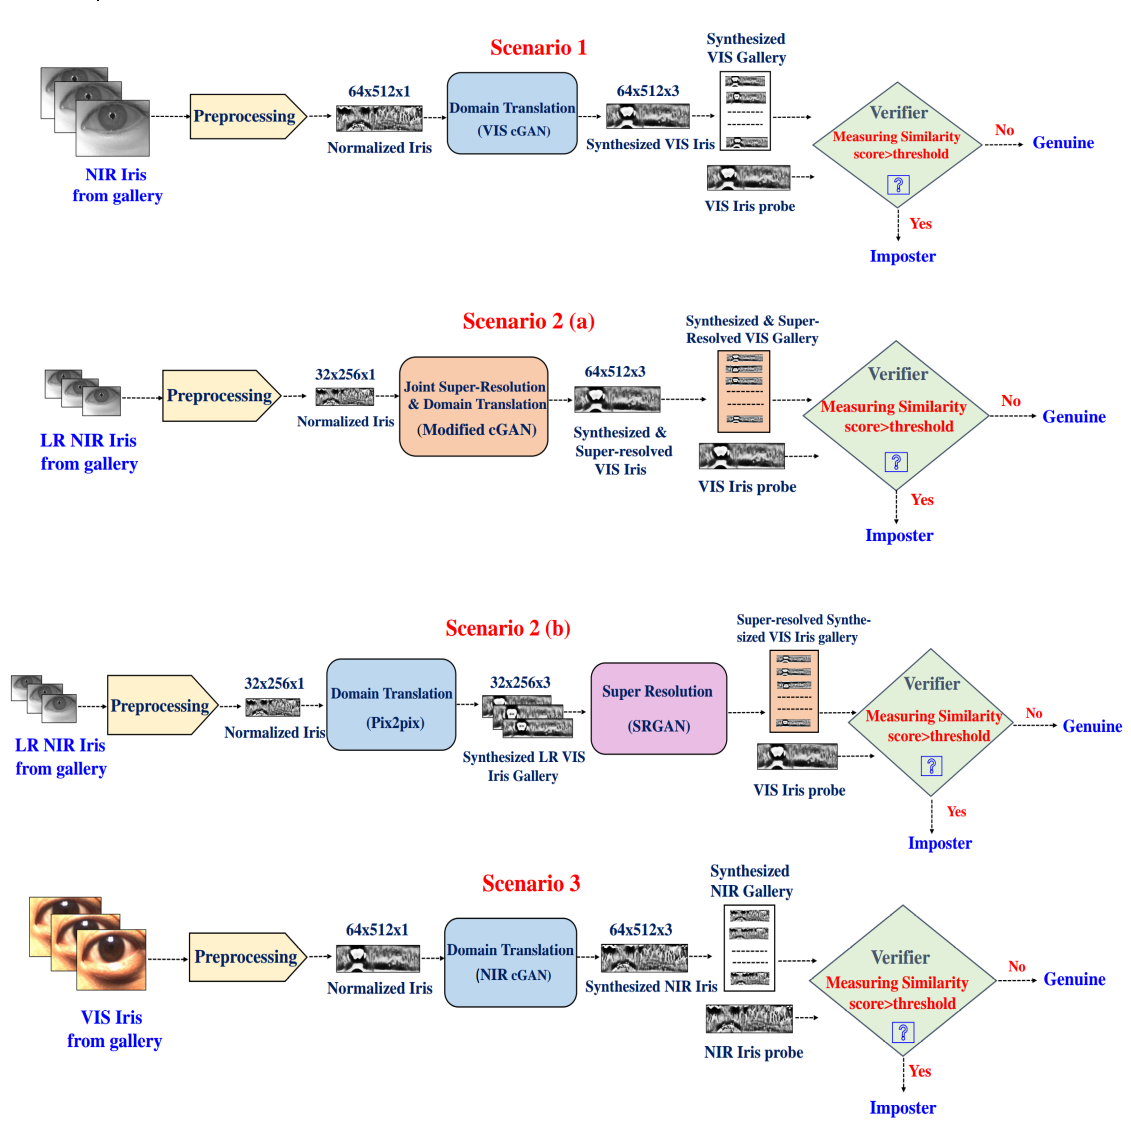 Scenario 1
Synthesized
VIS Gallery
64x512x1
64x512x3
Preprocessing
Domain Translation
(VIS cGAN)
Normalized Iris
Synthesized VIS Iris
NIR Iris
from gallery
VIS Iris probe
Verifier
Measuring Similarity
score>threshold
?
No
Genuine
Yes
Imposter
Scenario 2 (a)
Synthesized & Super-
Resolved VIS Gallery
32x256x1
64x512x3
Preprocessing
Joint Super-Resolution
& Domain Translation
(Modified cGAN)
Normalized Iris
Synthesized &
Super-resolved
VIS Iris
LR NIR Iris
from gallery
VIS Iris probe
Verifier
Measuring Similarity
score>threshold
?
No
Genuine
Yes
Imposter
Scenario 2 (b)
Super-resolved Synthe-
sized VIS Iris gallery
32x256x1
32x256x3
Preprocessing
Domain Translation
(Pix2pix)
Super Resolution
(SRGAN)
Normalized Iris
Synthesized LR VIS
Iris Gallery
LR NIR Iris
from gallery
VIS Iris probe
Verifier
Measuring Similarity
score>threshold
?
No
Genuine
Yes
Imposter
Scenario 3
Synthesized
NIR Gallery
64x512x1
64x512x3
Preprocessing
Domain Translation
(NIR cGAN)
Normalized Iris
Synthesized NIR Iris
VIS Iris
from gallery
NIR Iris probe
Verifier
Measuring Similarity
score>threshold
?
No
Genuine
Yes
Imposter